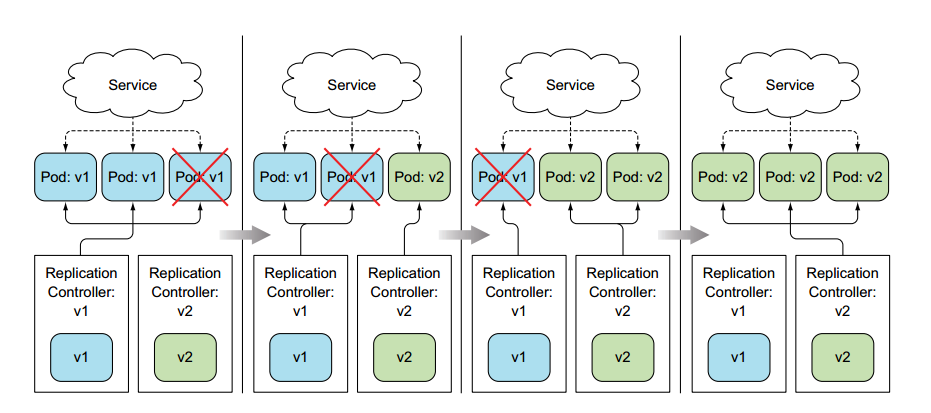 Service
Service
Service
Service
Pod: v1
Pod: v1
Pod: v1
Pod: v1
Pod: v1
Pod: v2
Pod: v1
Pod: v2
Pod: v2
Pod: v2
Pod: v2
Pod: v2
Replication
Controller:
v1
Replication
Controller:
v2
Replication
Controller:
v1
Replication
Controller:
v2
Replication
Controller:
v1
Replication
Controller:
v2
Replication
Controller:
v1
Replication
Controller:
v2
v1
v2
v1
v2
v1
v2
v1
v2